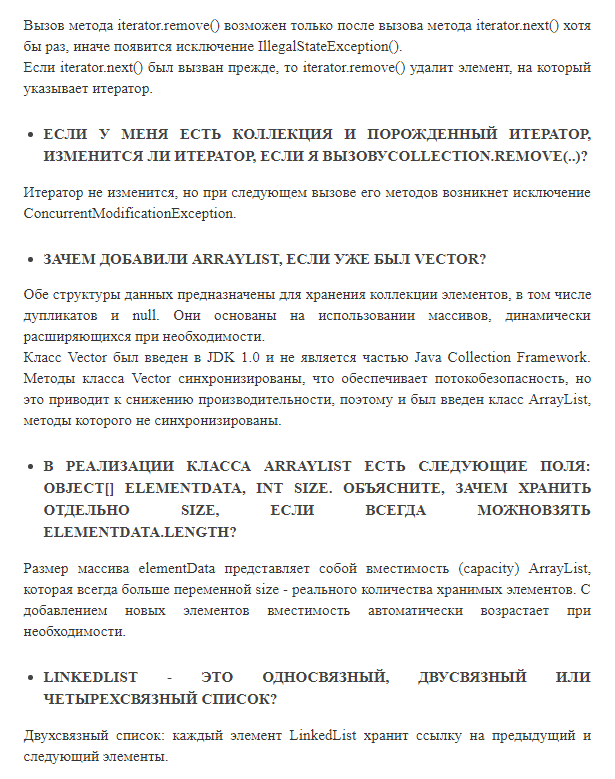 Вызов метода iterator.remove() возможен только после вызова метода iterator.next() хотя
бы раз, иначе появится исключение IllegalStateException().
Если iterator.next() был вызван прежде, то iterator.remove() удалит элемент, на который
указывает итератор.
• ЕСЛИ У МЕНЯ ЕСТЬ КОЛЛЕКЦИЯ И ПОРОЖДЕННЫЙ ИТЕРАТОР,
ИЗМЕНИТСЯ ЛИ ИТЕРАТОР, ЕСЛИ Я ВЫЗОВУCOLLECTION.REMOVE(..)?
Итератор не изменится, но при следующем вызове его методов возникнет исключение
ConcurrentModificationException.
• ЗАЧЕМ ДОБАВИЛИ ARRAYLIST, ЕСЛИ УЖЕ БЫЛ VECTOR?
Обе структуры данных предназначены для хранения коллекции элементов, в том числе
дупликатов и null. Они основаны на использовании массивов, динамически
расширяющихся при необходимости.
Класс Vector был введен в JDK 1.0 и не является частью Java Collection Framework.
Методы класса Vector синхронизированы, что обеспечивает потокобезопасность, но
это приводит к снижению производительности, поэтому и был введен класс ArrayList,
методы которого не синхронизированы.
• В РЕАЛИЗАЦИИ КЛАССА ARRAYLIST ЕСТЬ СЛЕДУЮЩИЕ ПОЛЯ:
OBJECT[] ELEMENTDATA, INT SIZE. ОБЪЯСНИТЕ, ЗАЧЕМ ХРАНИТЬ
ОТДЕЛЬНО SIZE, ЕСЛИ ВСЕГДА МОЖНОВЗЯТЬ
ELEMENTDATA.LENGTH?
Размер массива elementData представляет собой вместимость (capacity) ArrayList,
которая всегда больше переменной size - реального количества хранимых элементов. С
добавлением новых элементов вместимость автоматически возрастает при
необходимости.
• LINKEDLIST - ЭТО ОДНОСВЯЗНЫЙ, ДВУСВЯЗНЫЙ ИЛИ
ЧЕТЫРЕХСВЯЗНЫЙ СПИСОК?
Двухсвязный список: каждый элемент LinkedList хранит ссылку на предыдущий и
следующий элементы.